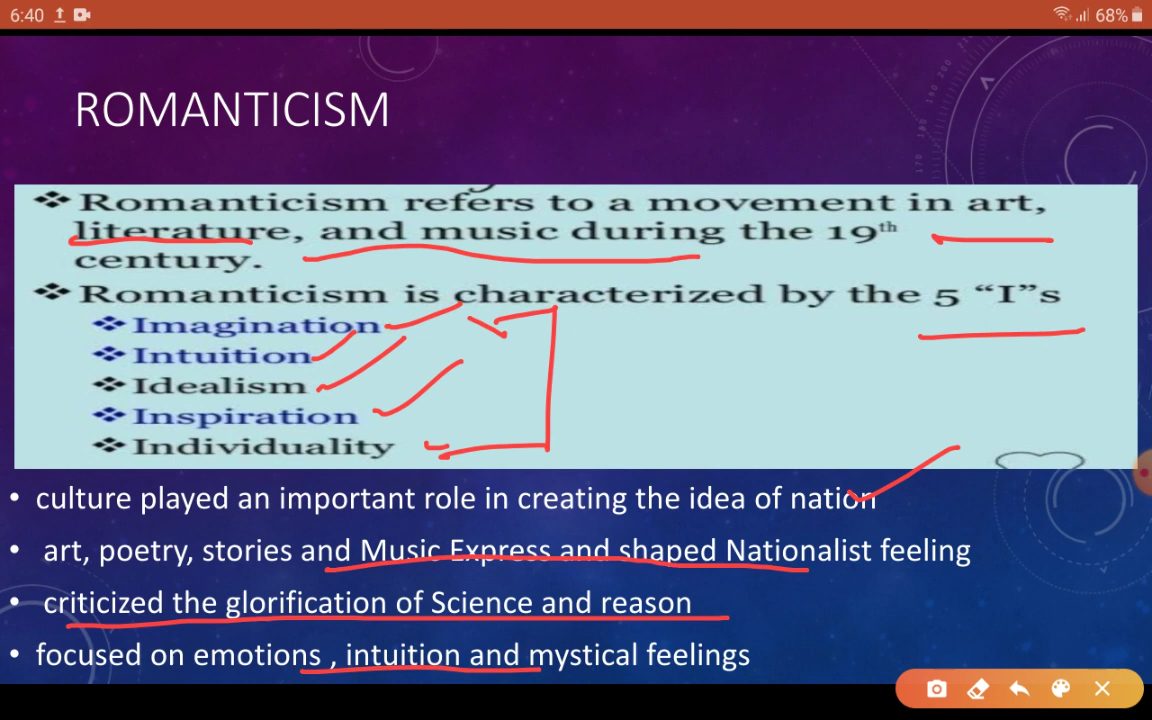 6:40
68%
ROMANTICISM
Romanticism refers to a movement in art,
literature, and music during the 19th
century.
Romanticism is characterized by the 5 “I”s
Imagination
Intuition
Idealism
Inspiration
Individuality
• culture played an important role in creating the idea of nation
• art, poetry, stories and Music Express and shaped Nationalist feeling
• criticized the glorification of Science and reason
• focused on emotions , intuition and mystical feelings